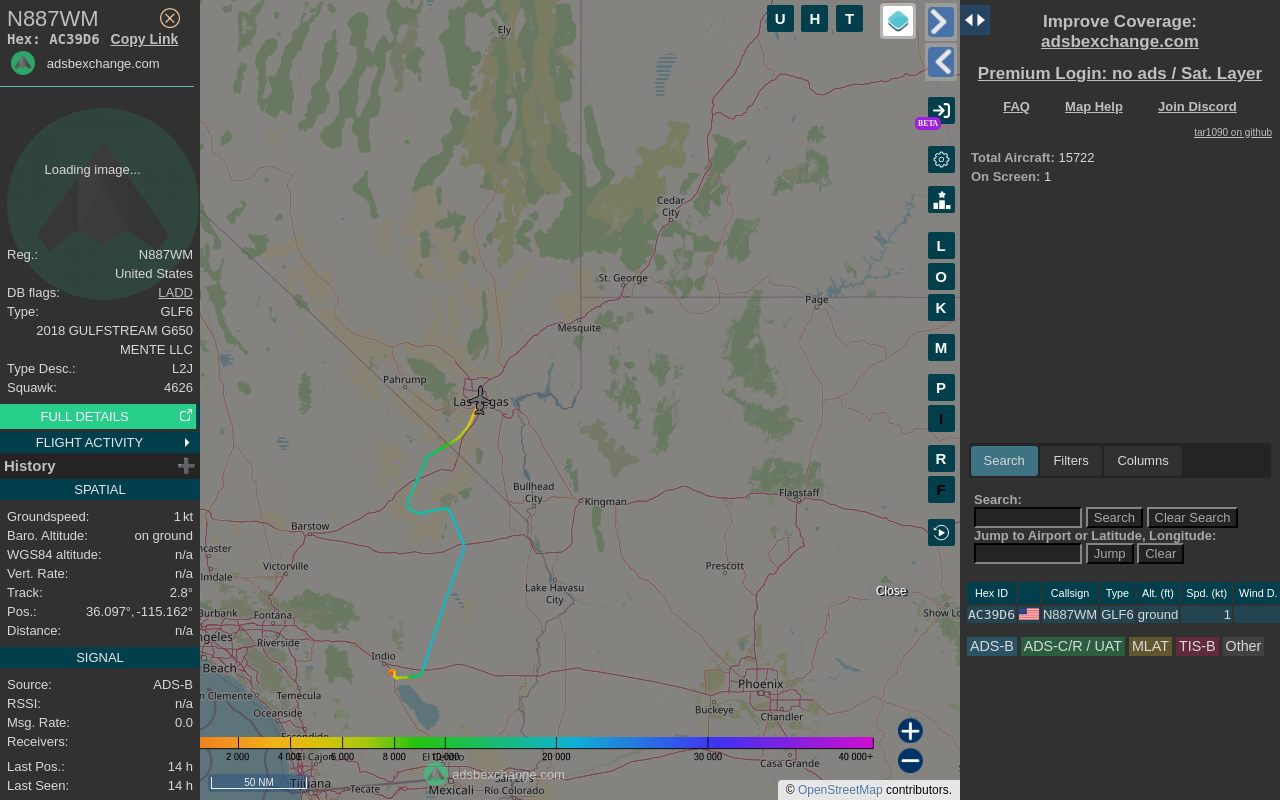 N887WM
Hex: AC39D6 Copy Link
adsbexchange.com
Loading image...
Reg.: N887WM
United States
DB flags: LADD
Type: GLF6
2018 GULFSTREAM G650
MENTE LLC
Type Desc.: L2J
Squawk: 4626
FULL DETAILS
FLIGHT ACTIVITY
History
SPATIAL
Groundspeed: 1 kt
Baro. Altitude: on ground
WGS84 altitude: n/a
Vert. Rate: n/a
Track: 2.8°
Pos.: 36.097°, -115.162°
Distance: n/a
SIGNAL
Source: ADS-B
RSSI: n/a
Msg. Rate: 0.0
Receivers:
Last Pos.: 14 h
Last Seen: 14 h
U H T
BETA
L
O
K
M
P
I
R
F
Ely
Cedar City
St. George
Page
Mesquite
Pahrump
Las Vegas
Bullhead City
Kingman
Flagstaff
Barstow
Victorville
Lake Havasu City
Prescott
Close
Show Lo
ncaster
lmdale
Burbank
Fontana
ngeles
Riverside
Beach
Indio
n Clemente
Temecula
Oceanside
Escondido
Phoenix
Buckeye
Chandler
Casa Grande
El Cajon
El Centro
Tijuana
Tecate
Mexicali
San Luis Río Colorado
2 000 4 000 6 000 8 000 10 000 20 000 30 000 40 000+
50 NM
adsbexchange.com
© OpenStreetMap contributors.
Improve Coverage:
adsbexchange.com
Premium Login: no ads / Sat. Layer
FAQ Map Help Join Discord
tar1090 on github
Total Aircraft: 15722
On Screen: 1
Search Filters Columns
Search:
Search Clear Search
Jump to Airport or Latitude, Longitude:
Jump Clear
Hex ID Callsign Type Alt. (ft) Spd. (kt) Wind D.
AC39D6 N887WM GLF6 ground 1
ADS-B ADS-C/R / UAT MLAT TIS-B Other